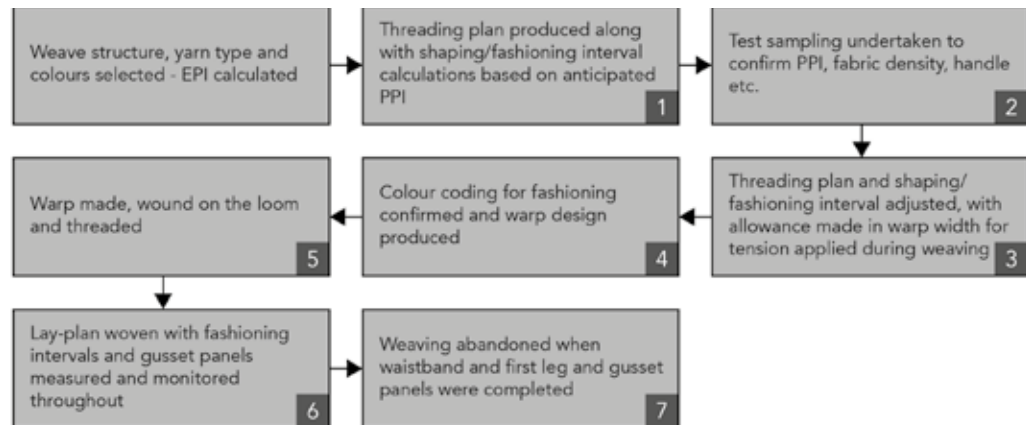 Weave structure, yarn type and
colours selected - EPI calculated
Threading plan produced along
with shaping/fashioning interval
calculations based on anticipated
PPI
1
Test sampling undertaken to
confirm PPI, fabric density, handle
etc.
2
Threading plan and shaping/
fashioning interval adjusted, with
allowance made in warp width for
tension applied during weaving
3
Colour coding for fashioning
confirmed and warp design
produced
4
Warp made, wound on the loom
and threaded
5
Lay-plan woven with fashioning
intervals and gusset panels
measured and monitored
throughout
6
Weaving abandoned when
waistband and first leg and gusset
panels were completed
7